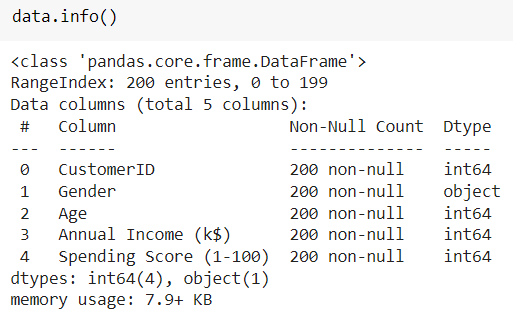 data.info()
<class 'pandas.core.frame.DataFrame'>
RangeIndex: 200 entries, 0 to 199
Data columns (total 5 columns):
 #   Column                  Non-Null Count  Dtype
---  ------                  --------------  -----
 0   CustomerID              200 non-null    int64
 1   Gender                  200 non-null    object
 2   Age                     200 non-null    int64
 3   Annual Income (k$)      200 non-null    int64
 4   Spending Score (1-100)  200 non-null    int64
dtypes: int64(4), object(1)
memory usage: 7.9+ KB